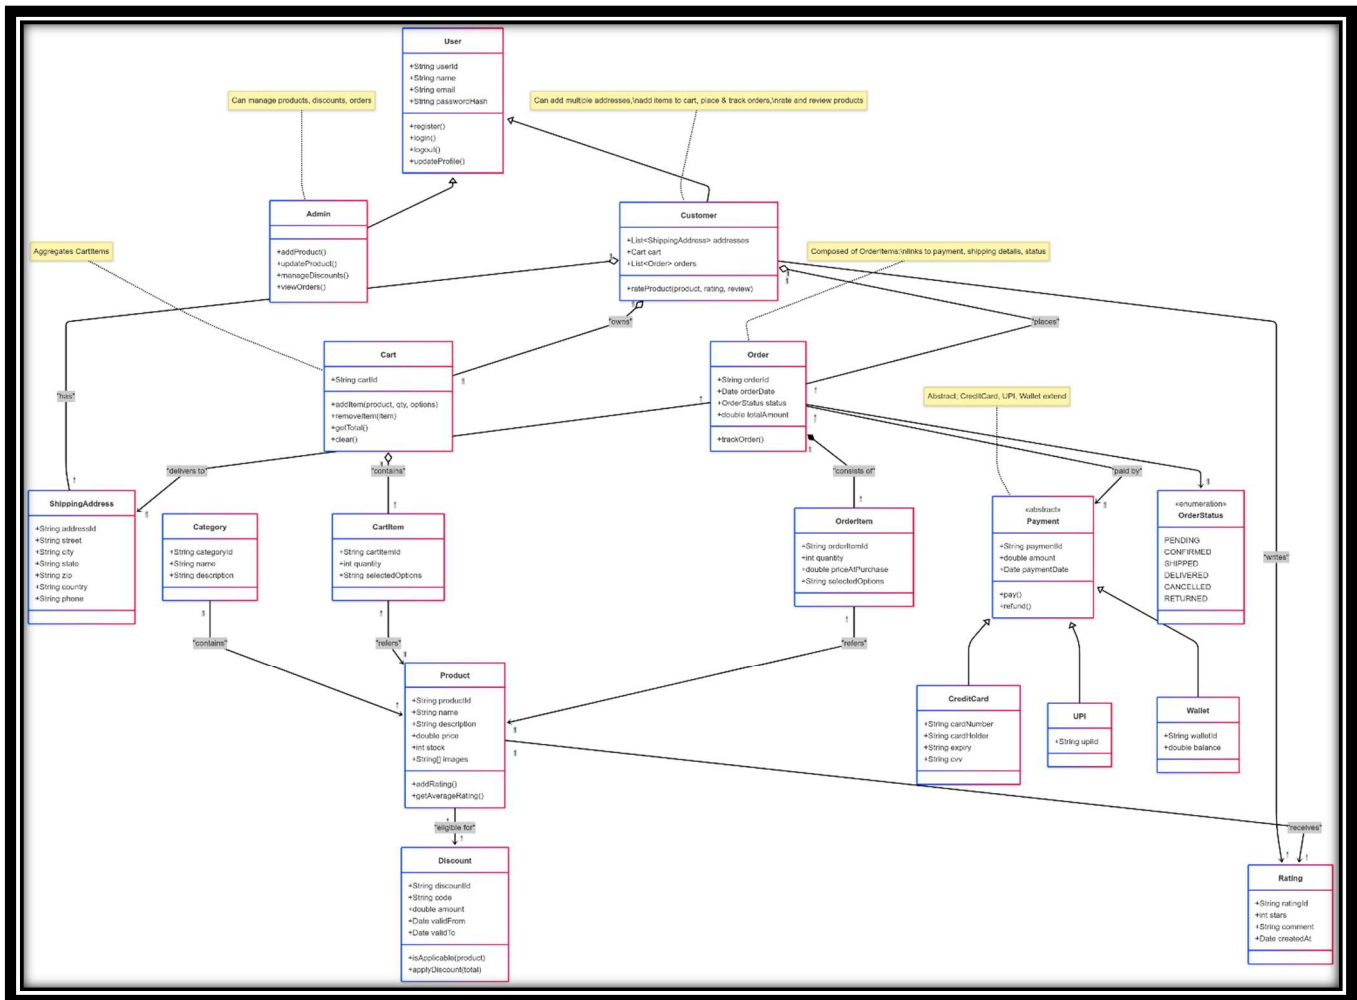 User
+String userId
+String name
+String email
+String passwordHash
+register()
+login()
+logout()
+updateProfile()
Can manage products, discounts, orders
Can add multiple addresses,\nadd items to cart, place & track orders,\nrate and review products
Admin
+addProduct()
+updateProduct()
+manageDiscounts()
+viewOrders()
Customer
+List<ShippingAddress> addresses
+Cart cart
+List<Order> orders
+rateProduct(product, rating, review)
Aggregates CartItems
Composed of OrderItems;\nlinks to payment, shipping details, status
"owns"
"places"
Cart
+String cartId
+addItem(product, qty, options)
+removeItem(item)
+getTotal()
+clear()
Order
+String orderId
+Date orderDate
+OrderStatus status
+double totalAmount
+trackOrder()
Abstract; CreditCard, UPI, Wallet extend
"has"
"delivers to"
"contains"
"consists of"
"paid by"
ShippingAddress
+String addressId
+String street
+String city
+String state
+String zip
+String country
+String phone
Category
+String categoryId
+String name
+String description
CartItem
+String cartItemId
+int quantity
+String selectedOptions
OrderItem
+String orderItemId
+int quantity
+double priceAtPurchase
+String selectedOptions
«abstract»
Payment
+String paymentId
+double amount
+Date paymentDate
+pay()
+refund()
«enumeration»
OrderStatus
PENDING
CONFIRMED
SHIPPED
DELIVERED
CANCELLED
RETURNED
"writes"
"contains"
"refers"
"refers"
Product
+String productId
+String name
+String description
+double price
+int stock
+String[] images
+addRating()
+getAverageRating()
CreditCard
+String cardNumber
+String cardHolder
+String expiry
+String cvv
UPI
+String upiId
Wallet
+String walletId
+double balance
"eligible for"
"receives"
Discount
+String discountId
+String code
+double amount
+Date validFrom
+Date validTo
+isApplicable(product)
+applyDiscount(total)
Rating
+String ratingId
+int stars
+String comment
+Date createdAt